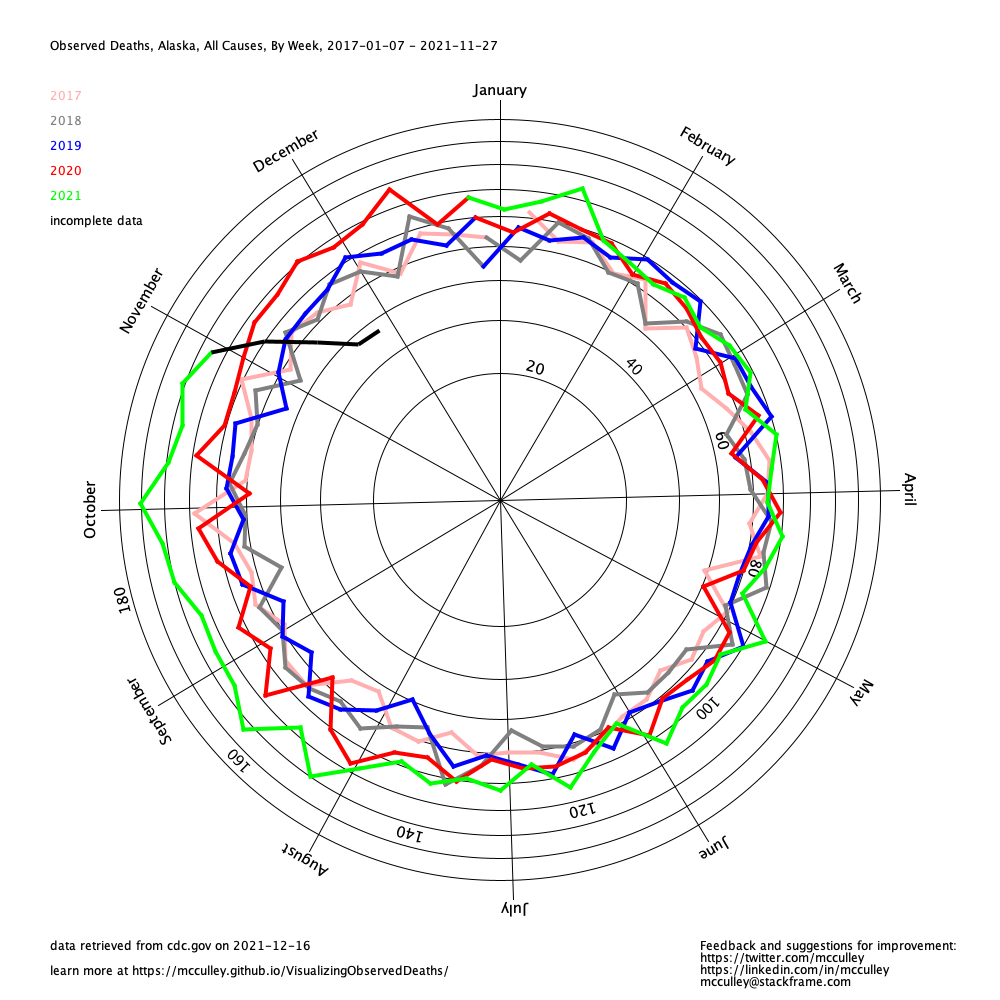 Observed Deaths, Alaska, All Causes, By Week, 2017-01-07 - 2021-11-27
January
2017
2018
2019
2020
2021
incomplete data
December
February
November
March
20
40
60
October
April
80
180
September
May
100
160
120
140
August
June
July
data retrieved from cdc.gov on 2021-12-16
learn more at https://mcculley.github.io/VisualizingObservedDeaths/
Feedback and suggestions for improvement:
https://twitter.com/mcculley
https://linkedin.com/in/mcculley
mcculley@stackframe.com